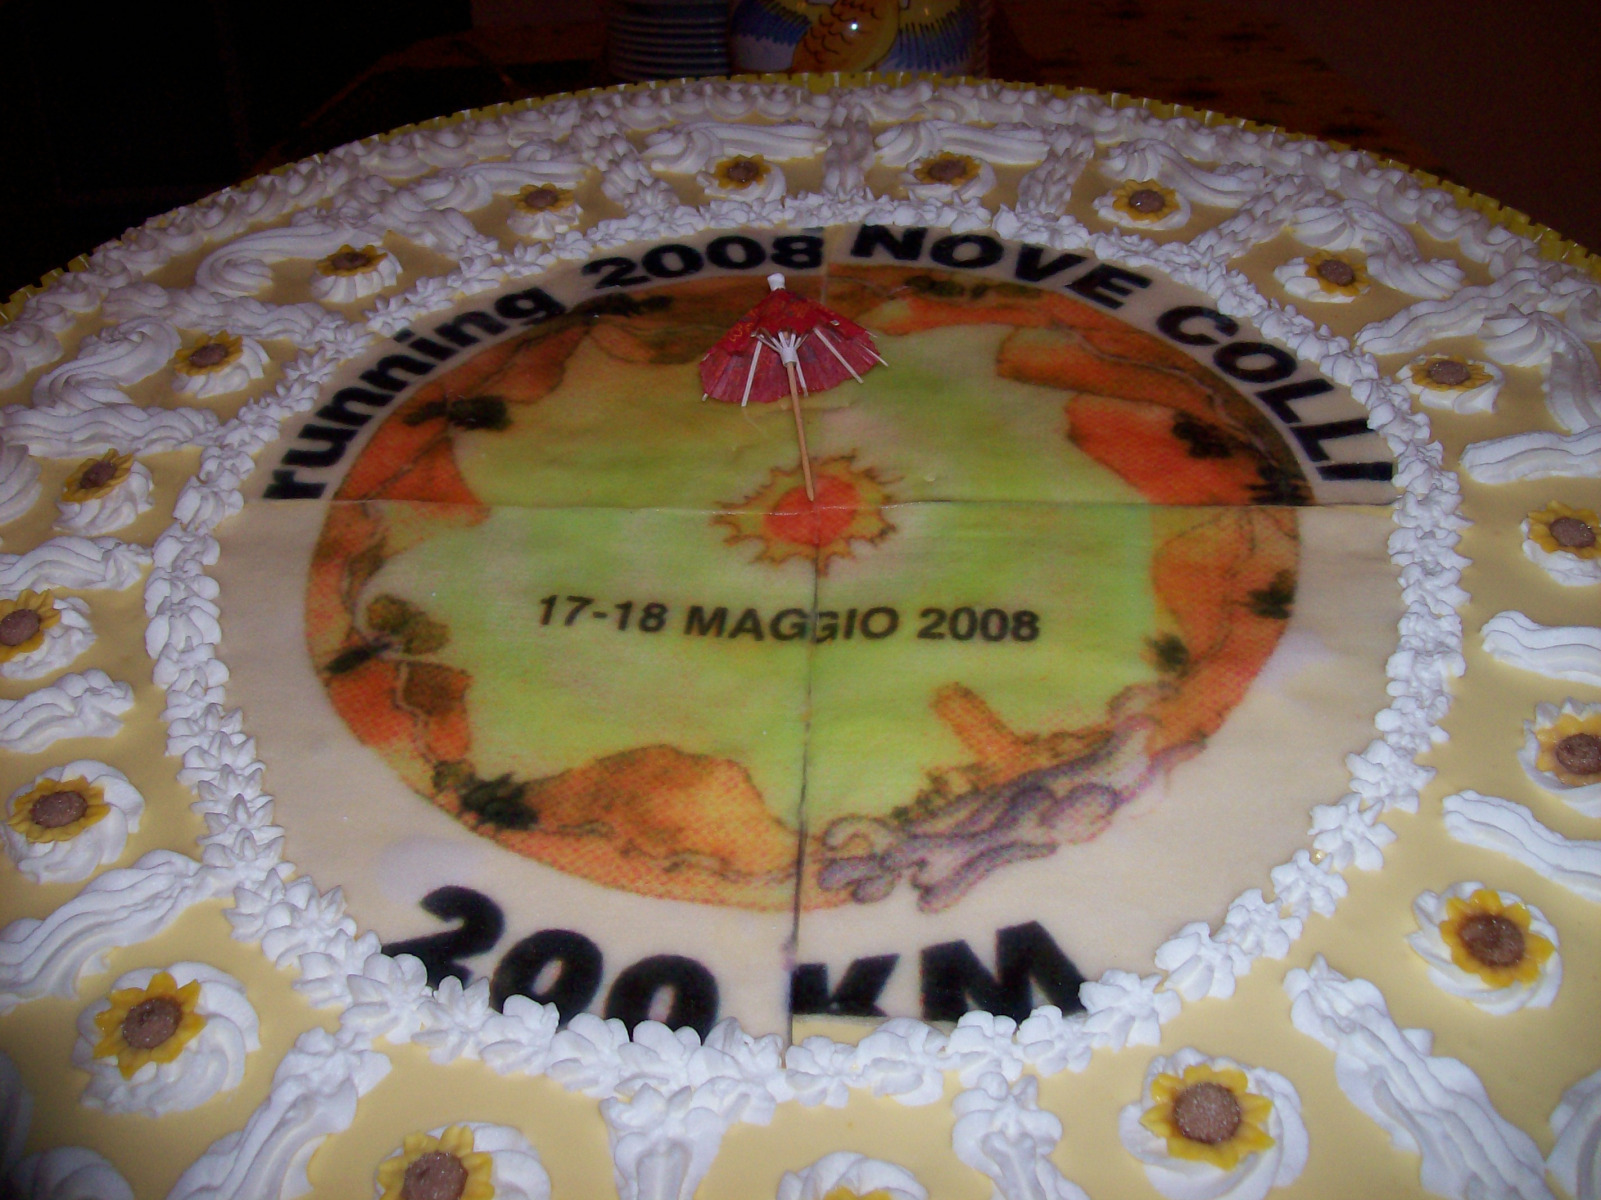 running 2008 NOVE COLLI
17-18 MAGGIO 2008
200 KM